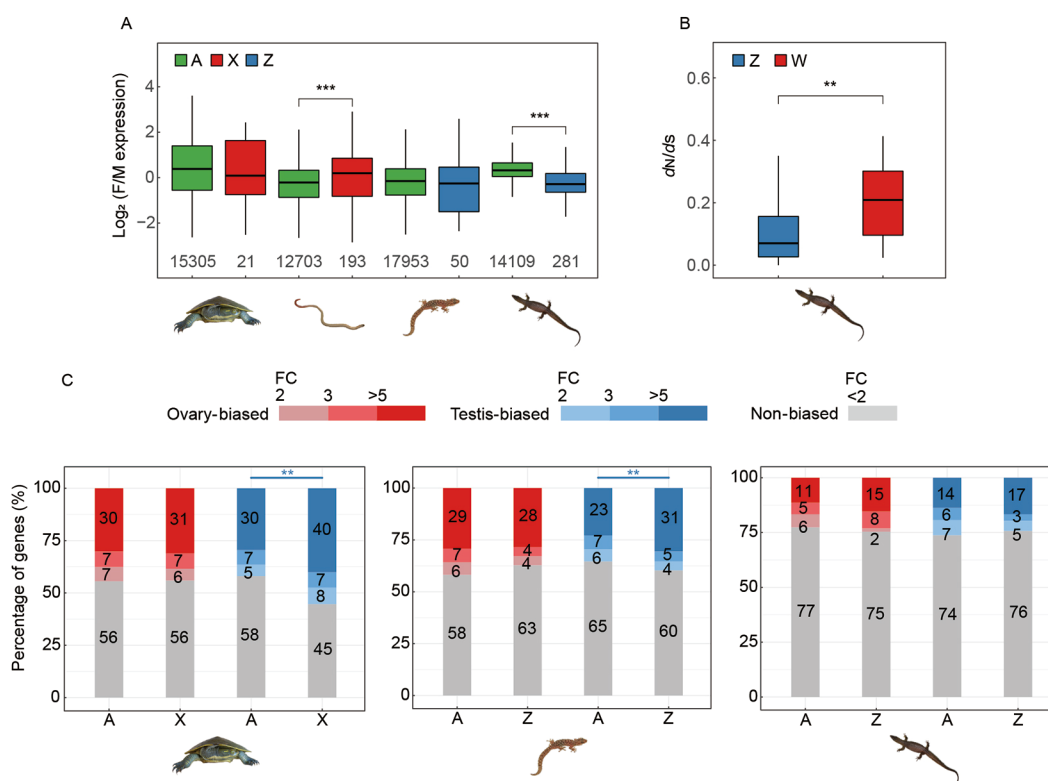 A
Log₂ (F/M expression)
A X Z
4
2
0
−2
***
***
15305 21 12703 193 17953 50 14109 281
B
dN/ds
Z W
0.6
0.4
0.2
0.0
**
C
FC
2 3 >5
Ovary-biased
FC
2 3 >5
Testis-biased
FC
<2
Non-biased
Percentage of genes (%)
100
75
50
25
0
**
30 31 30 40
7 7 7 7
7 6 5 8
56 56 58 45
A X A X
100
75
50
25
0
**
29 28 23 31
7 4 7 5
6 4 6 4
58 63 65 60
A Z A Z
100
75
50
25
0
11 15 14 17
5 8 6 3
6 2 7 5
77 75 74 76
A Z A Z